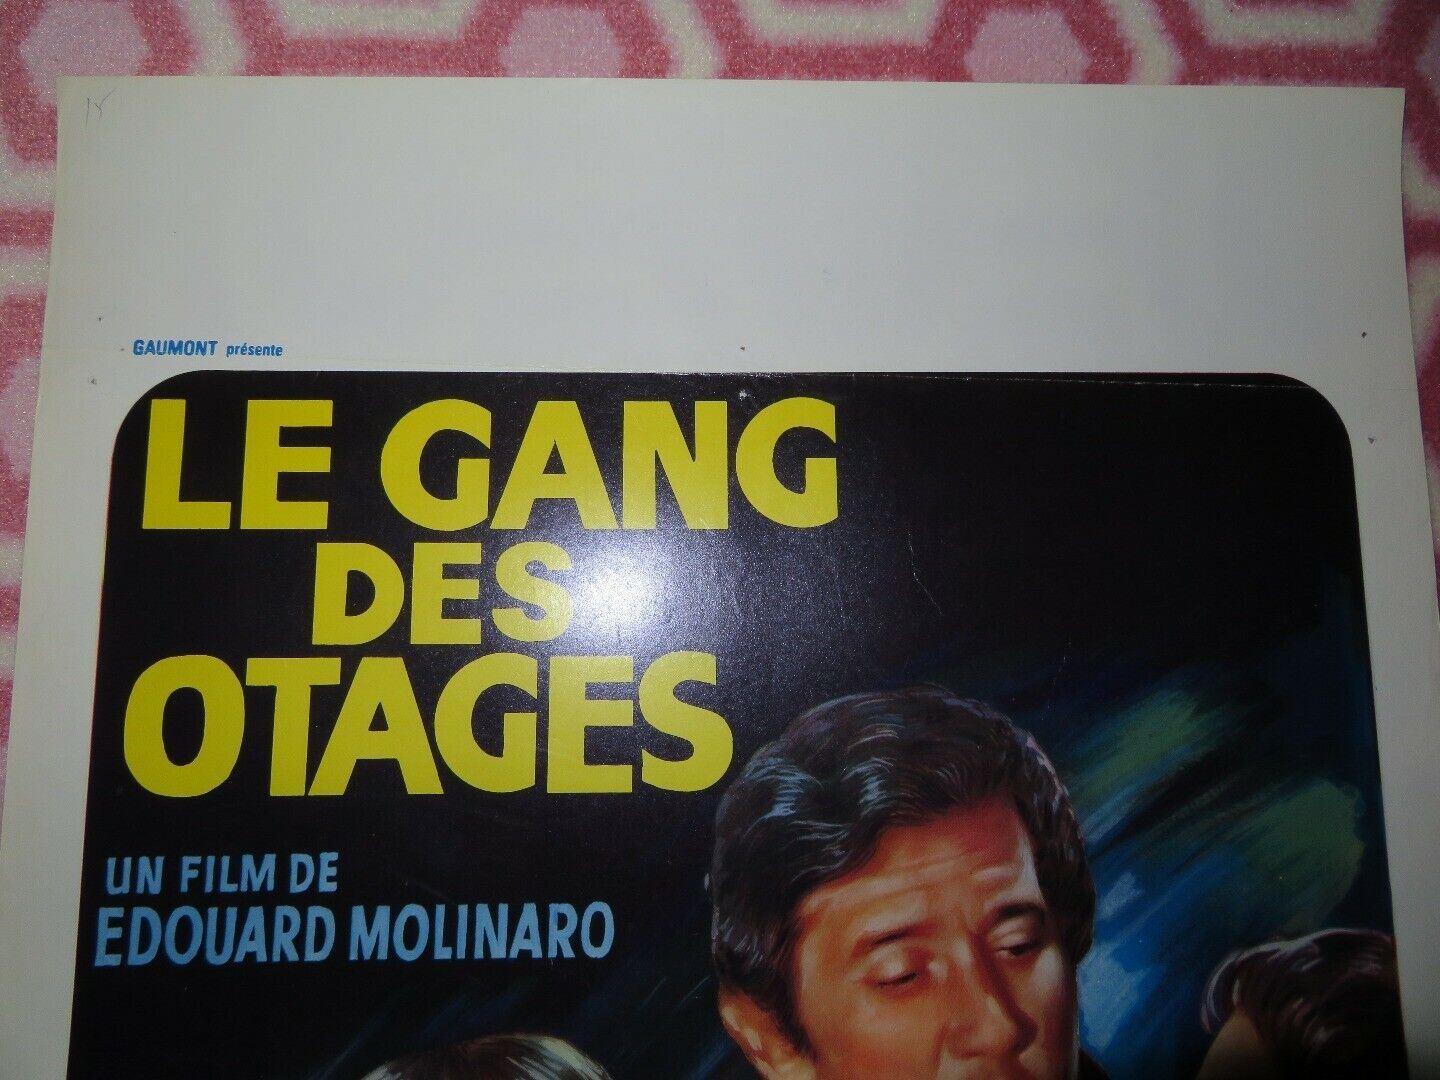 GAUMONT présente
LE GANG
DES
OTAGES
UN FILM DE
EDOUARD MOLINARO